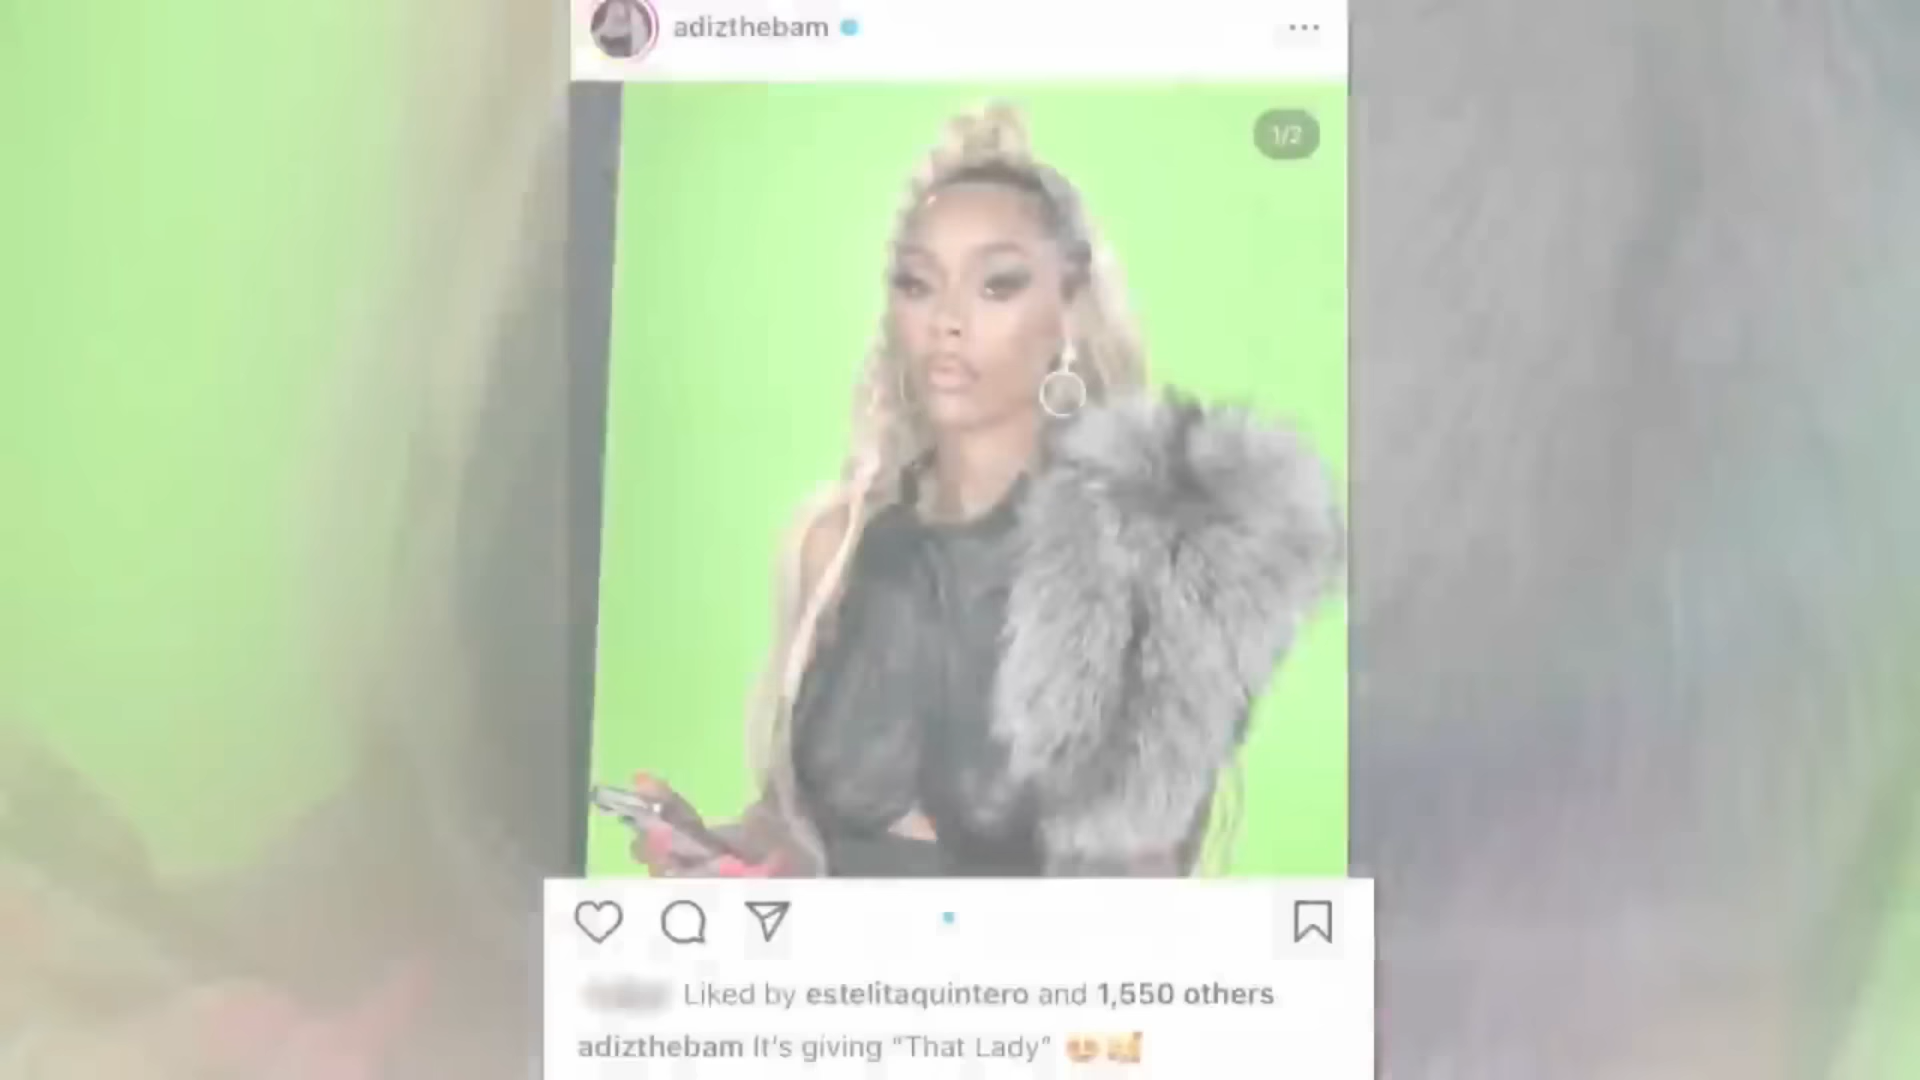 adizthebam
1/2
Liked by estelitaquintero and 1,550 others
adizthebam It's giving "That Lady" 😍🥰